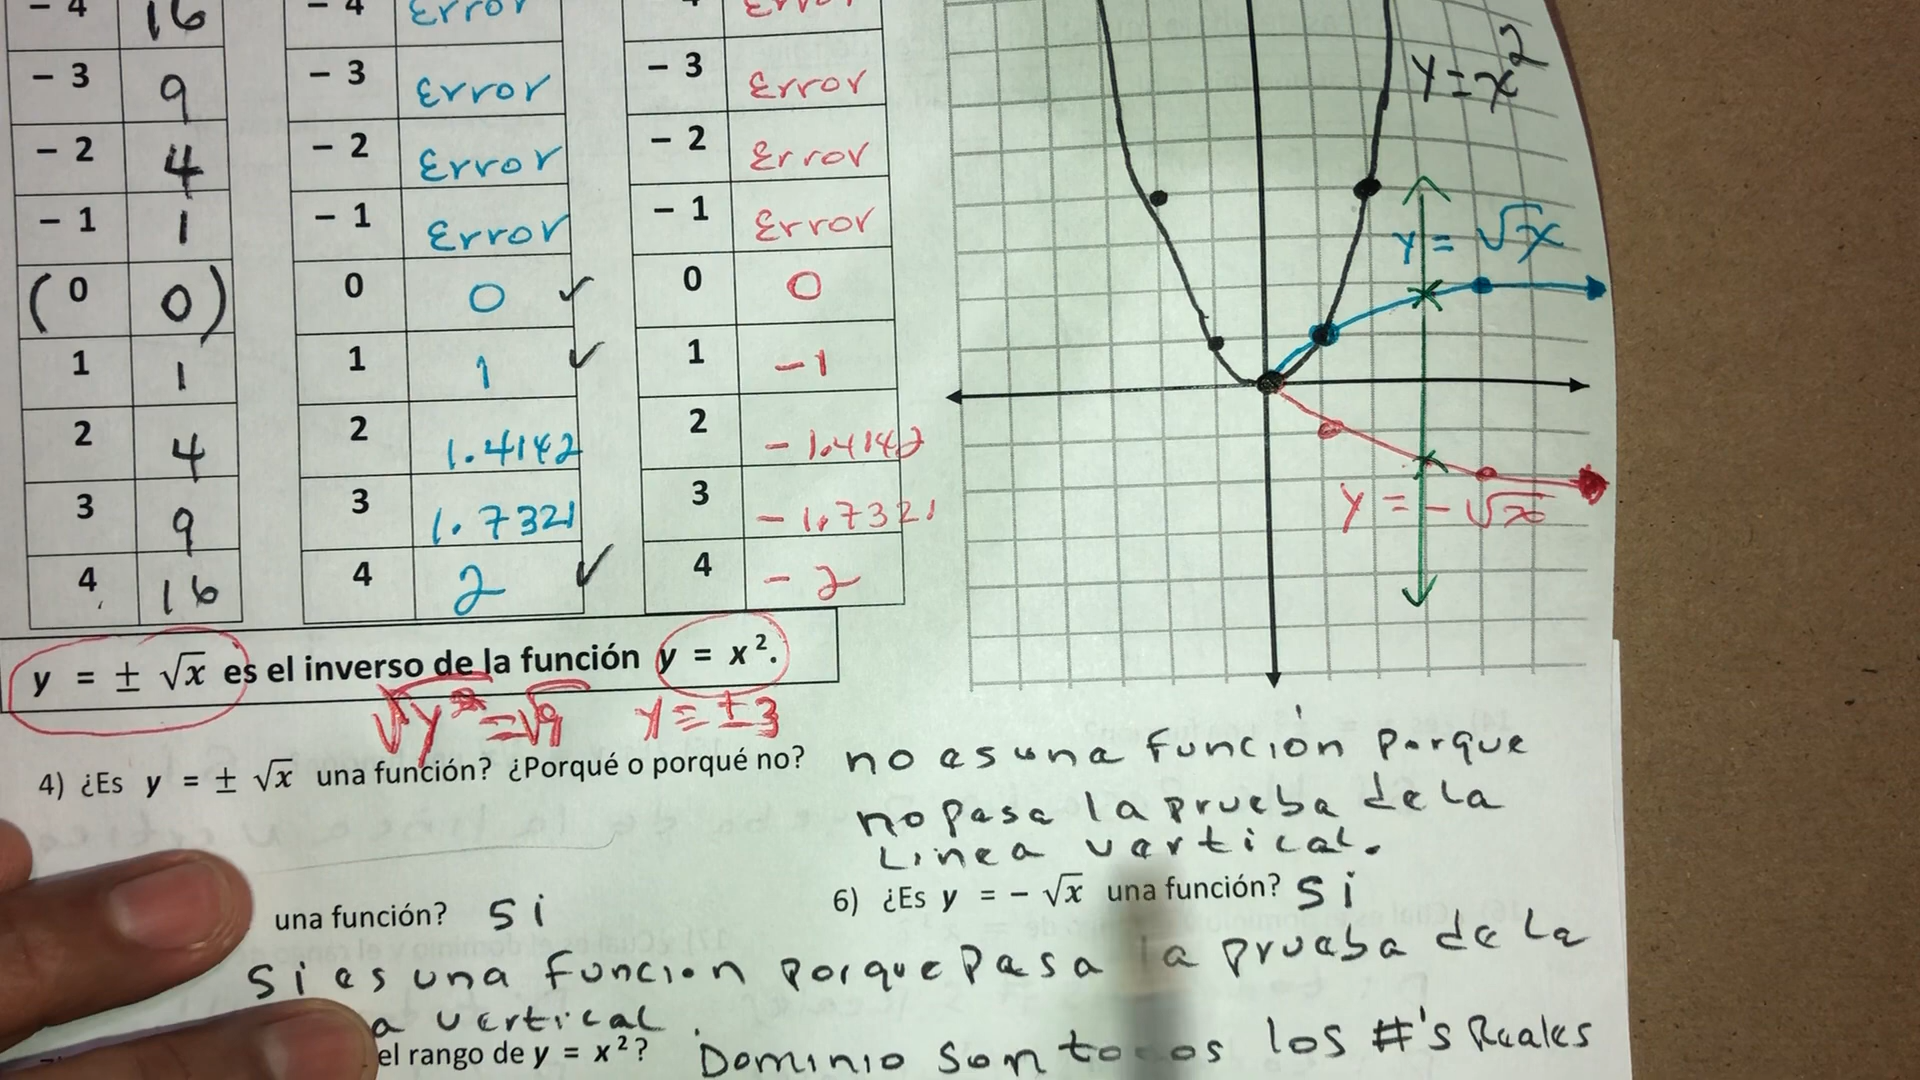 - 4 16 - 4 Error Error
- 3 9 - 3 Error - 3 Error
- 2 4 - 2 Error - 2 Error
- 1 1 - 1 Error - 1 Error
(0 0) 0 0 ✓ 0 0
1 1 1 1 ✓ 1 -1
2 4 2 1.4142 2 -1.4142
3 9 3 1.7321 3 -1.7321
4 16 4 2 ✓ 4 -2
y = x²
y = √x
y = -√x
y = ± √x es el inverso de la función y = x².
√y² = √9 y = ±3
4) ¿Es y = ± √x una función? ¿Porqué o porqué no? no es una función porque
no pasa la prueba de la
Linea vertical.
una función? Si
6) ¿Es y = - √x una función? Si
Si es una funcion porque pasa la prueba de la
a vertical.
el rango de y = x²? Dominio son todos los #'s Reales